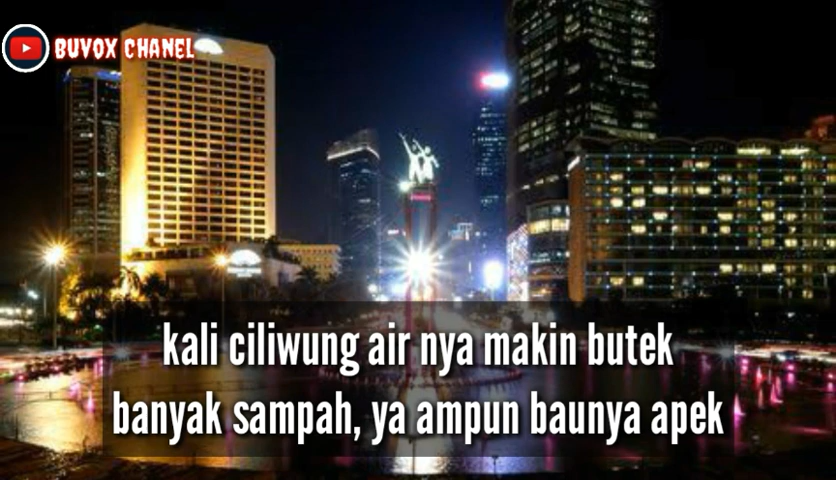 BUVOX CHANEL
kali ciliwung air nya makin butek
banyak sampah, ya ampun baunya apek